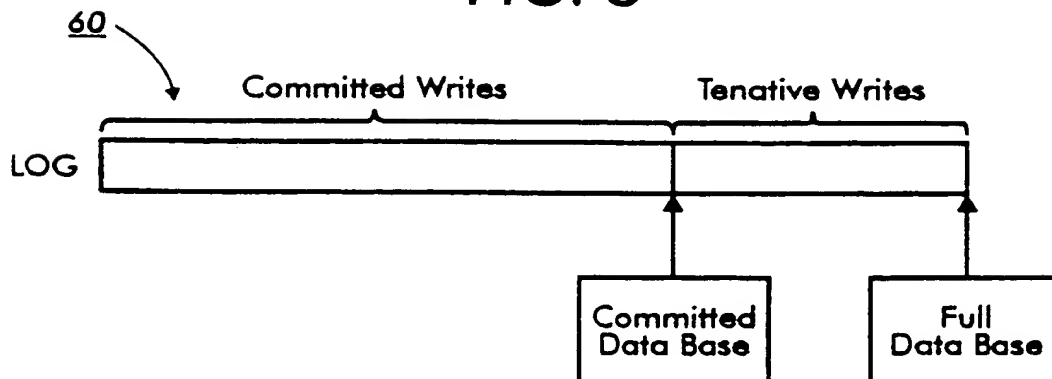 60
Committed Writes
Tenative Writes
LOG
Committed
Data Base
Full
Data Base